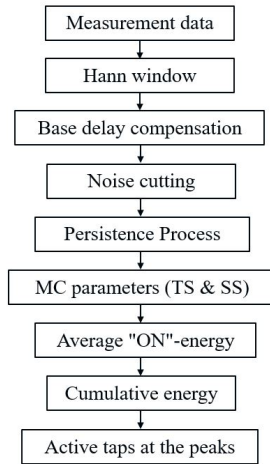 Measurement data
Hann window
Base delay compensation
Noise cutting
Persistence Process
MC parameters (TS & SS)
Average "ON"-energy
Cumulative energy
Active taps at the peaks